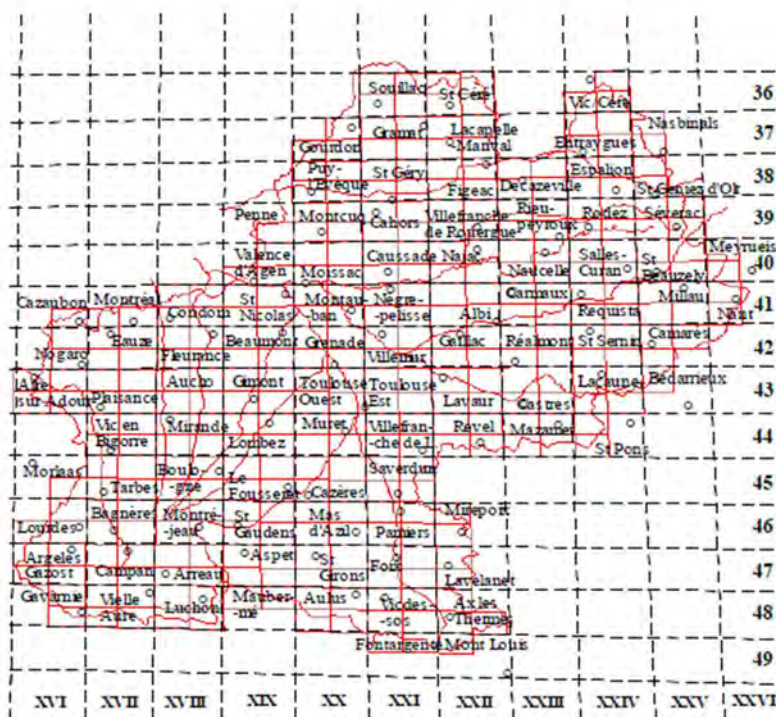 Souillac
St Céré
36
Vic/Cère
Gramat
Lacapelle
Marival
37
Nasbinals
Gourdon
Entraygues
Puy-
l'Evêque
St Géry
Figeac
Decazeville
Espalion
38
St Geniès d'Olt
Penne
Montcuq
Cahors
Villefranche
de Rouergue
Rieu-
peyroux
Rodez
Séverac
39
Valence
d'Agen
Moissac
Caussade
Najac
Naucelle
Salles-
Curan
St
Beauzely
Meyrueis
40
Cazaubon
Montréal
Condom
St
Nicolas
Montau-
ban
Nègre-
pelisse
Albi
Carmaux
Réquista
Millau
Nant
41
Nogaro
Eauze
Fleurance
Beaumont
Grenade
Villemur
Gaillac
Réalmont
St Sernin
Camarès
42
Aire
sur Adour
Plaisance
Auch
Gimont
Toulouse
Ouest
Toulouse
Est
Lavaur
Castres
Lacaune
Bédarrieux
43
Vic en
Bigorre
Mirande
Lombez
Muret
Villefran-
-che de L
Revel
Mazamet
St Pons
44
Morlaas
Tarbes
Boulo-
-gne
Le
Fousseret
Cazères
Saverdun
45
Lourdes
Bagnères
Montré-
-jeau
St
Gaudens
Mas
d'Azil
Pamiers
Mirepoix
46
Argelès
Gazost
Campan
Arreau
Aspet
St
Girons
Foix
Lavelanet
47
Gavarnie
Vielle
Aure
Luchon
Mauber-
-mé
Aulus
Vicdes-
-sos
Ax les
Thermes
48
Fontargente
Mont Louis
49
XVI XVII XVIII XIX XX XXI XXII XXIII XXIV XXV XXVI